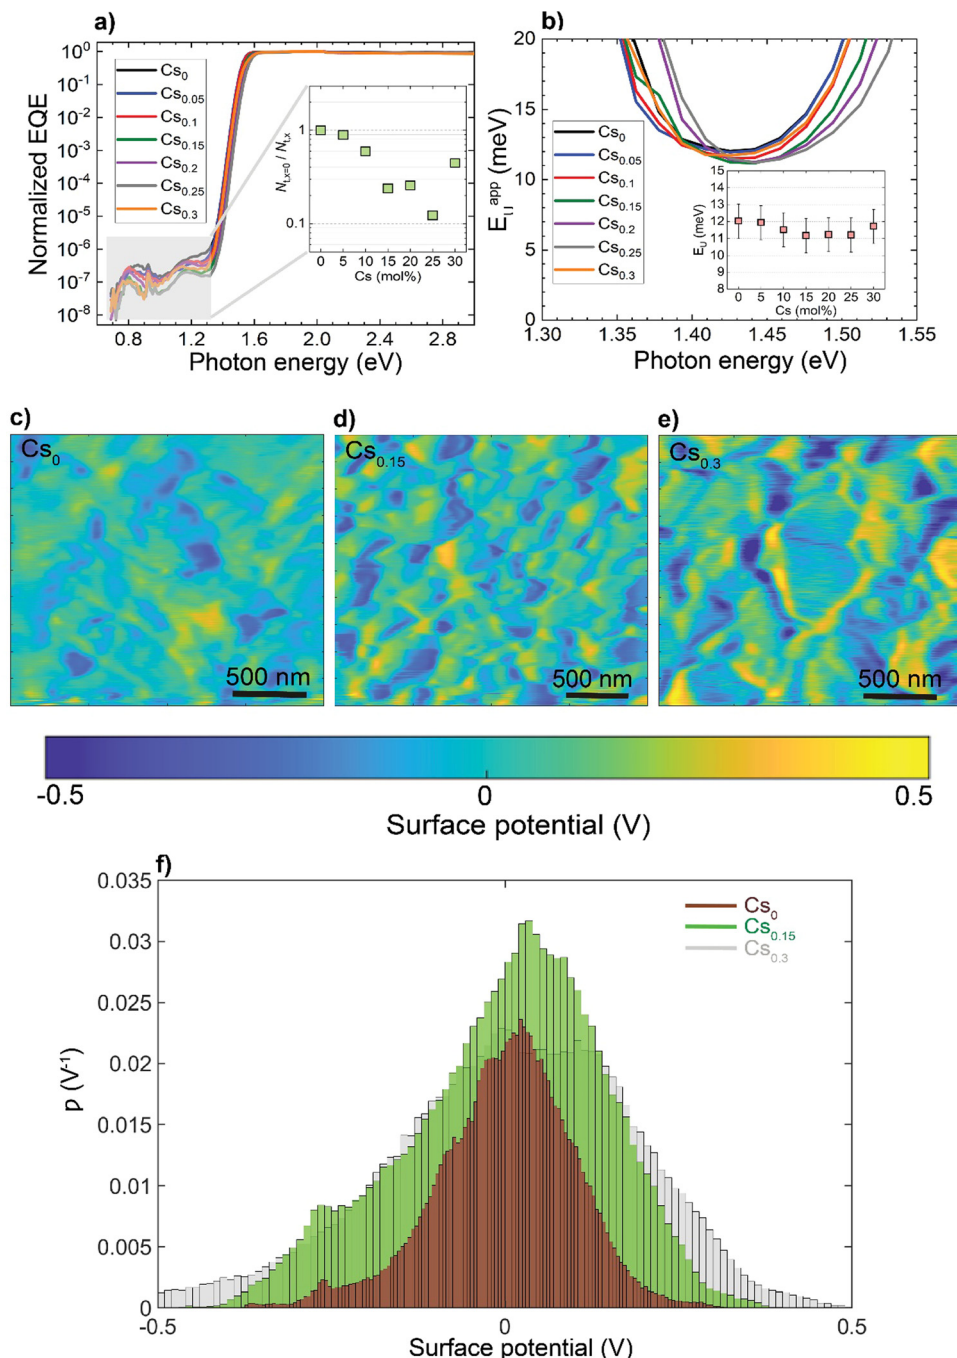 a)
Normalized EQE
10⁰
10⁻¹
10⁻²
10⁻³
10⁻⁴
10⁻⁵
10⁻⁶
10⁻⁷
10⁻⁸
Cs₀
Cs₀.₀₅
Cs₀.₁
Cs₀.₁₅
Cs₀.₂
Cs₀.₂₅
Cs₀.₃
N_t,x=0 / N_t,x
1
0.1
0 5 10 15 20 25 30
Cs (mol%)
0.8 1.2 1.6 2.0 2.4 2.8
Photon energy (eV)
b)
E_U^app (meV)
20
15
10
5
0
Cs₀
Cs₀.₀₅
Cs₀.₁
Cs₀.₁₅
Cs₀.₂
Cs₀.₂₅
Cs₀.₃
E_U (meV)
15
14
13
12
11
10
9
8
0 5 10 15 20 25 30
Cs (mol%)
1.30 1.35 1.40 1.45 1.50 1.55
Photon energy (eV)
c)
Cs₀
500 nm
d)
Cs₀.₁₅
500 nm
e)
Cs₀.₃
500 nm
-0.5 0 0.5
Surface potential (V)
f)
p (V⁻¹)
0.035
0.03
0.025
0.02
0.015
0.01
0.005
0
Cs₀
Cs₀.₁₅
Cs₀.₃
-0.5 0 0.5
Surface potential (V)